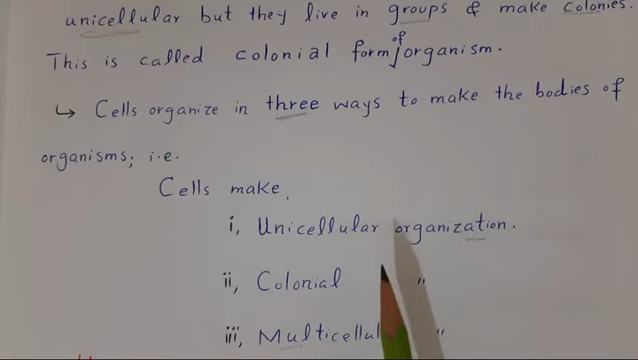 unicellular but they live in groups & make colonies.
This is called colonial form of organism.
↳ Cells organize in three ways to make the bodies of
organisms; i.e.
Cells make,
i, Unicellular organization.
ii, Colonial "
iii, Multicellul "